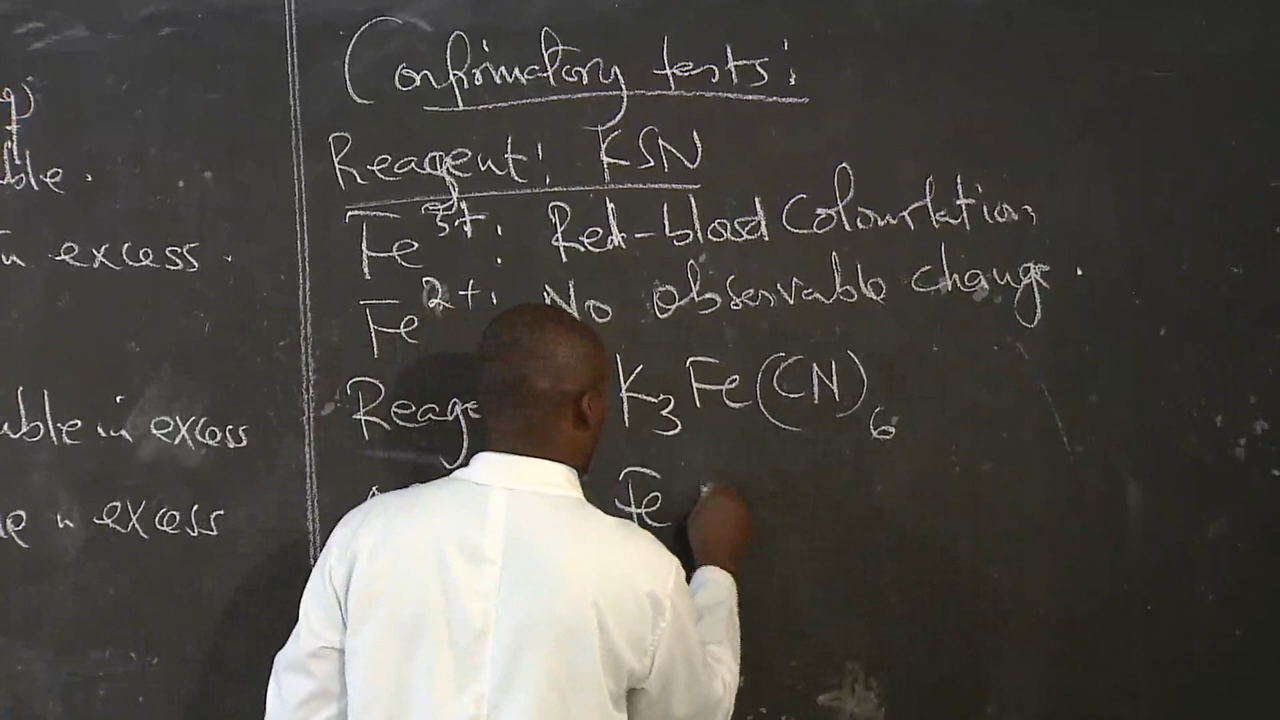 Confirmatory tests:
Reagent: KSN
Fe3+: Red-blood Colouration
Fe2+: No observable change.
Reage K3Fe(CN)6
Fe
q)
ble.
n excess.
uble in excess
e in excess